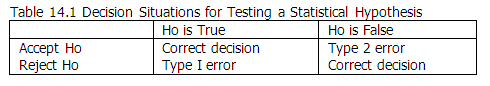 Table 14.1 Decision Situations for Testing a Statistical Hypothesis
Ho is True Ho is False
Accept Ho Correct decision Type 2 error
Reject Ho Type I error Correct decision